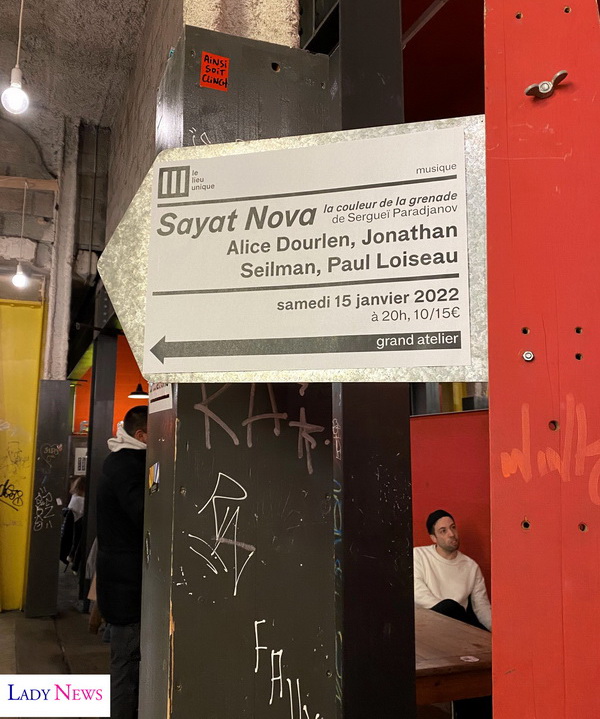 AINSI
SOIT
CLINCH
le
lieu
unique
musique
Sayat Nova la couleur de la grenade
de Sergueï Paradjanov
Alice Dourlen, Jonathan
Seilman, Paul Loiseau
samedi 15 janvier 2022
à 20h, 10/15€
grand atelier
LADY NEWS